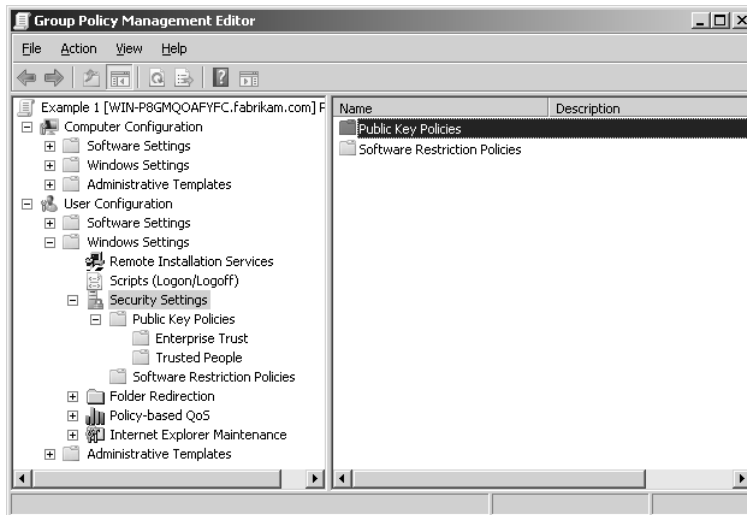 Group Policy Management Editor
File Action View Help
Example 1 [WIN-P8GMQOAFYFC.fabrikam.com] P
Computer Configuration
Software Settings
Windows Settings
Administrative Templates
User Configuration
Software Settings
Windows Settings
Remote Installation Services
Scripts (Logon/Logoff)
Security Settings
Public Key Policies
Enterprise Trust
Trusted People
Software Restriction Policies
Folder Redirection
Policy-based QoS
Internet Explorer Maintenance
Administrative Templates
Name Description
Public Key Policies
Software Restriction Policies